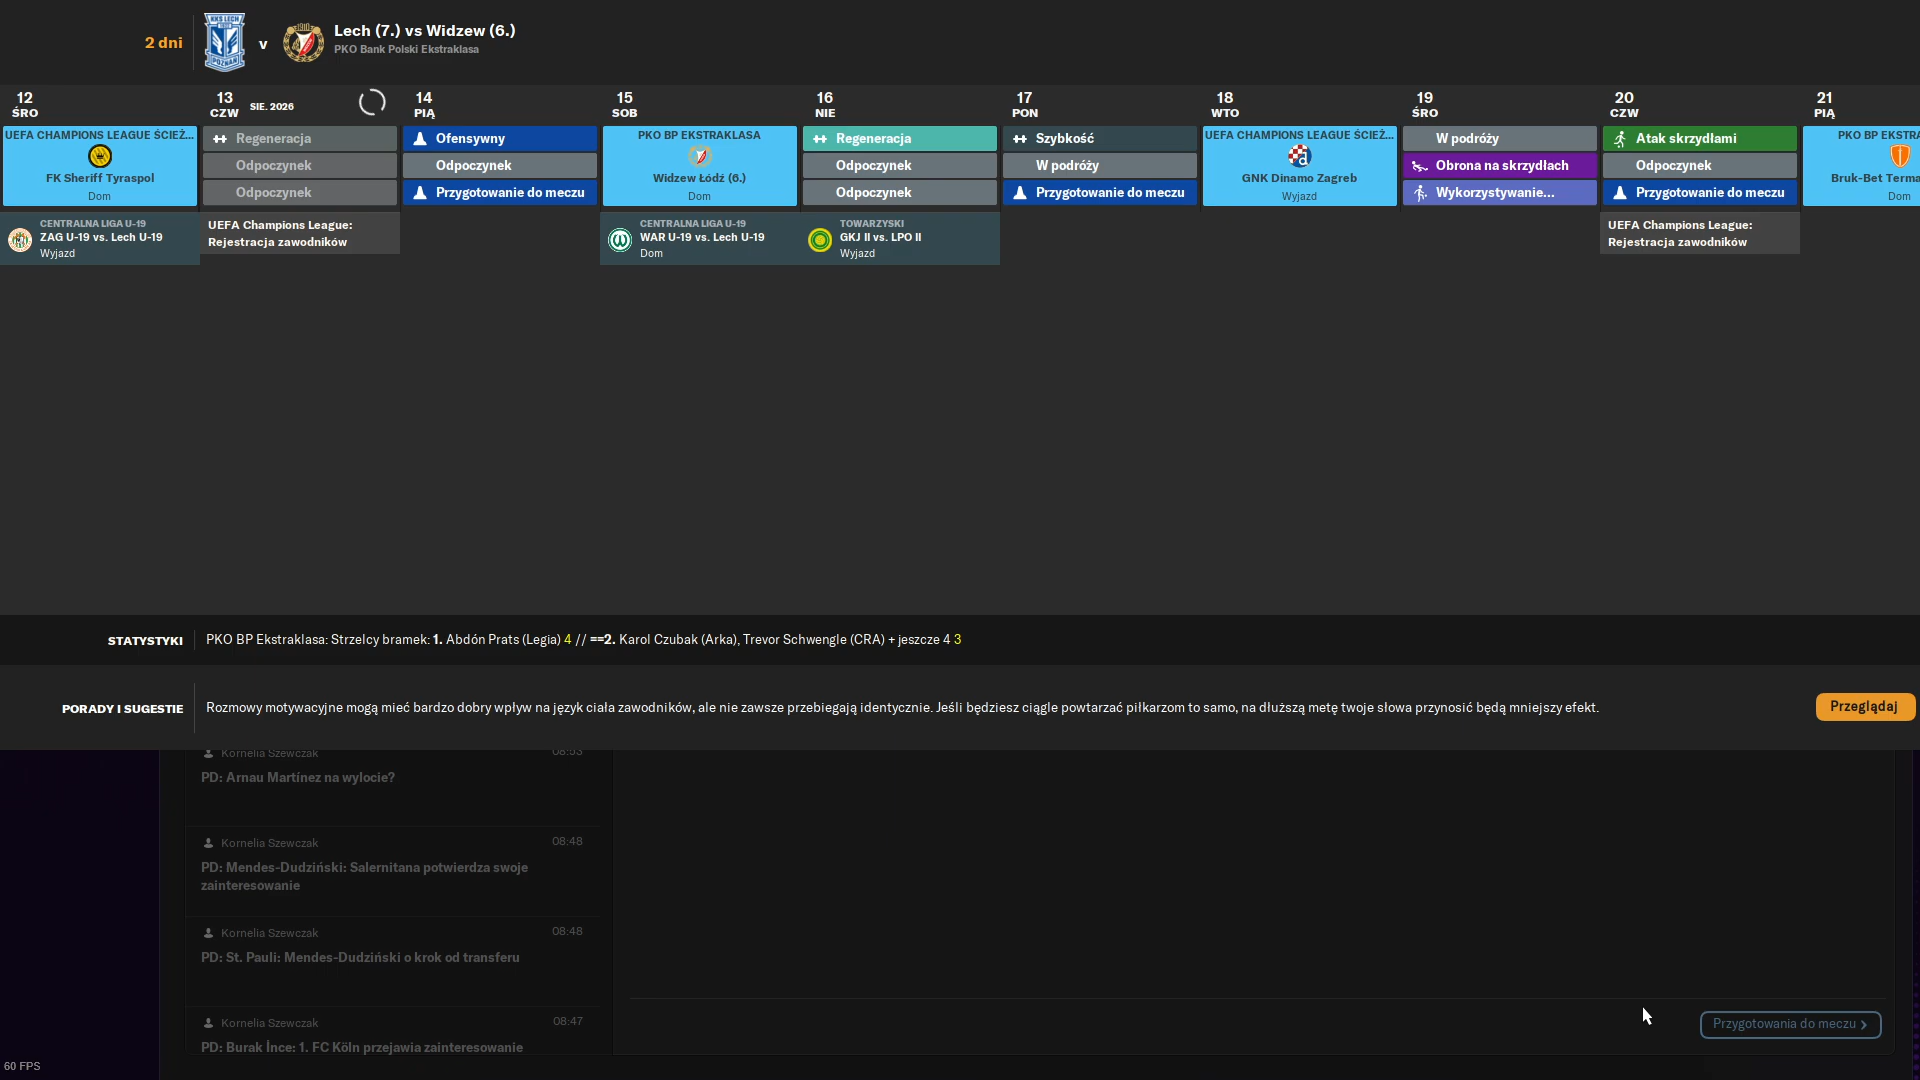 2 dni
v
Lech (7.) vs Widzew (6.)
PKO Bank Polski Ekstraklasa
12
ŚRO
13
CZW
SIE. 2026
14
PIĄ
15
SOB
16
NIE
17
PON
18
WTO
19
ŚRO
20
CZW
21
PIĄ
UEFA CHAMPIONS LEAGUE ŚCIEŻ...
FK Sheriff Tyraspol
Dom
Regeneracja
Odpoczynek
Odpoczynek
Ofensywny
Odpoczynek
Przygotowanie do meczu
PKO BP EKSTRAKLASA
Widzew Łódź (6.)
Dom
Regeneracja
Odpoczynek
Odpoczynek
Szybkość
W podróży
Przygotowanie do meczu
UEFA CHAMPIONS LEAGUE ŚCIEŻ...
GNK Dinamo Zagreb
Wyjazd
W podróży
Obrona na skrzydłach
Wykorzystywanie...
Atak skrzydłami
Odpoczynek
Przygotowanie do meczu
PKO BP EKSTRA
Bruk-Bet Terma
Dom
CENTRALNA LIGA U-19
ZAG U-19 vs. Lech U-19
Wyjazd
UEFA Champions League:
Rejestracja zawodników
CENTRALNA LIGA U-19
WAR U-19 vs. Lech U-19
Dom
TOWARZYSKI
GKJ II vs. LPO II
Wyjazd
UEFA Champions League:
Rejestracja zawodników
STATYSTYKI
PKO BP Ekstraklasa: Strzelcy bramek: 1. Abdón Prats (Legia) 4 // ==2. Karol Czubak (Arka), Trevor Schwengle (CRA) + jeszcze 4 3
PORADY I SUGESTIE
Rozmowy motywacyjne mogą mieć bardzo dobry wpływ na język ciała zawodników, ale nie zawsze przebiegają identycznie. Jeśli będziesz ciągle powtarzać piłkarzom to samo, na dłuższą metę twoje słowa przynosić będą mniejszy efekt.
Przeglądaj
Kornelia Szewczak
08:53
PD: Arnau Martínez na wylocie?
Kornelia Szewczak
08:48
PD: Mendes-Dudziński: Salernitana potwierdza swoje
zainteresowanie
Kornelia Szewczak
08:48
PD: St. Pauli: Mendes-Dudziński o krok od transferu
Kornelia Szewczak
08:47
PD: Burak İnce: 1. FC Köln przejawia zainteresowanie
Przygotowania do meczu
60 FPS